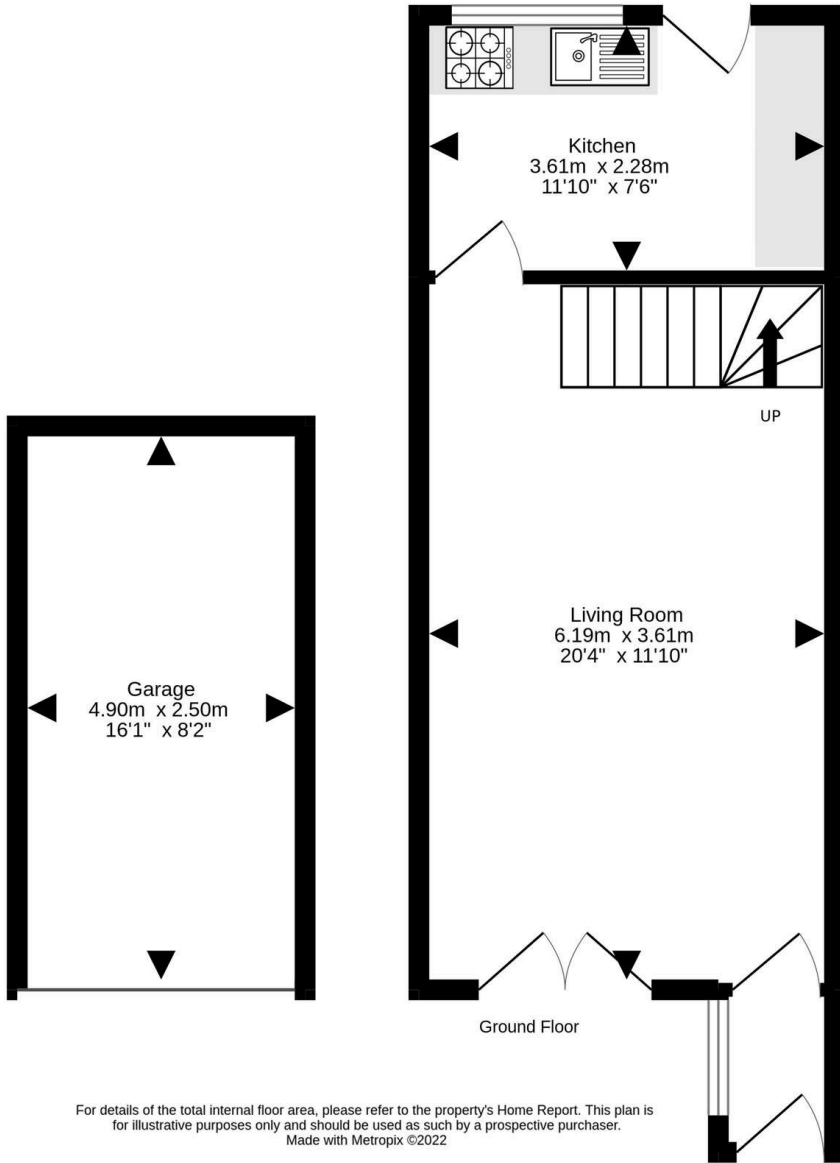 Kitchen
3.61m x 2.28m
11'10" x 7'6"
UP
Living Room
6.19m x 3.61m
20'4" x 11'10"
Garage
4.90m x 2.50m
16'1" x 8'2"
Ground Floor
For details of the total internal floor area, please refer to the property's Home Report. This plan is
for illustrative purposes only and should be used as such by a prospective purchaser.
Made with Metropix ©2022